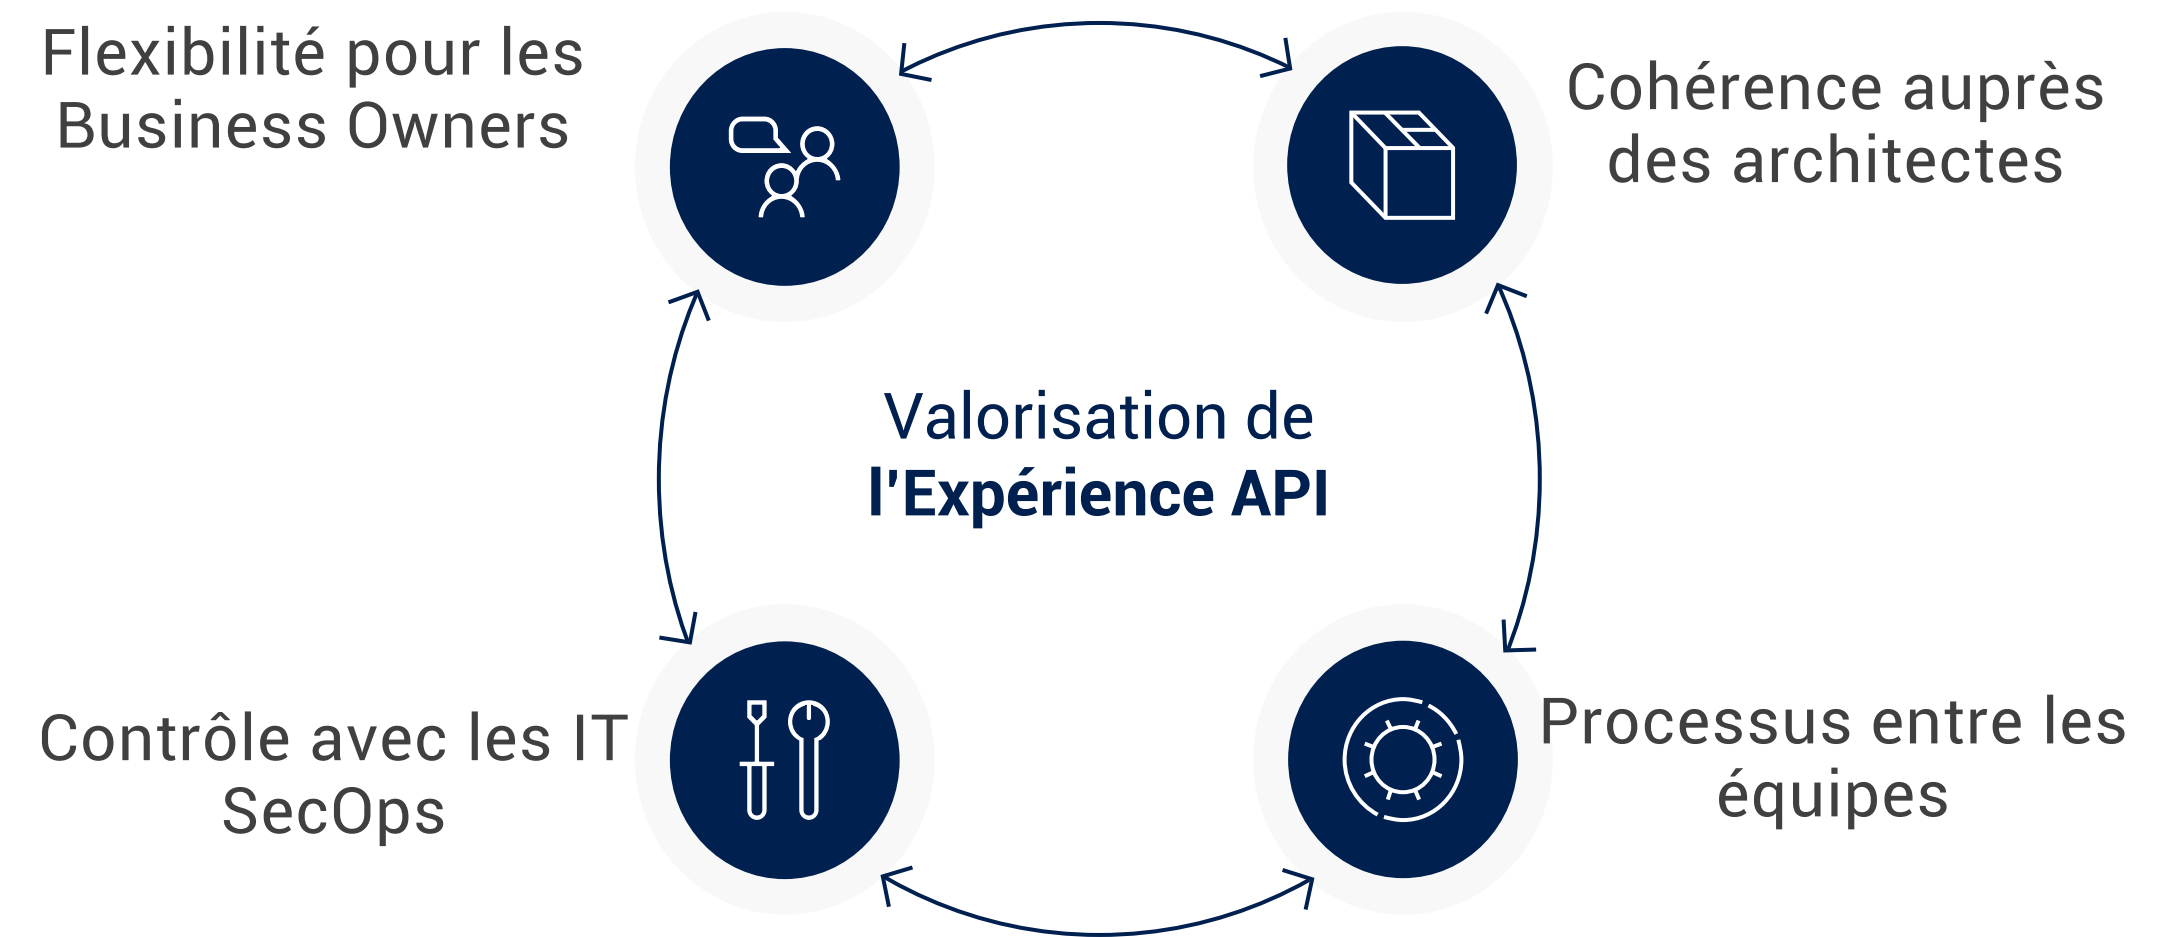 Flexibilité pour les
Business Owners
Cohérence auprès
des architectes
Valorisation de
l'Expérience API
Contrôle avec les IT
SecOps
Processus entre les
équipes